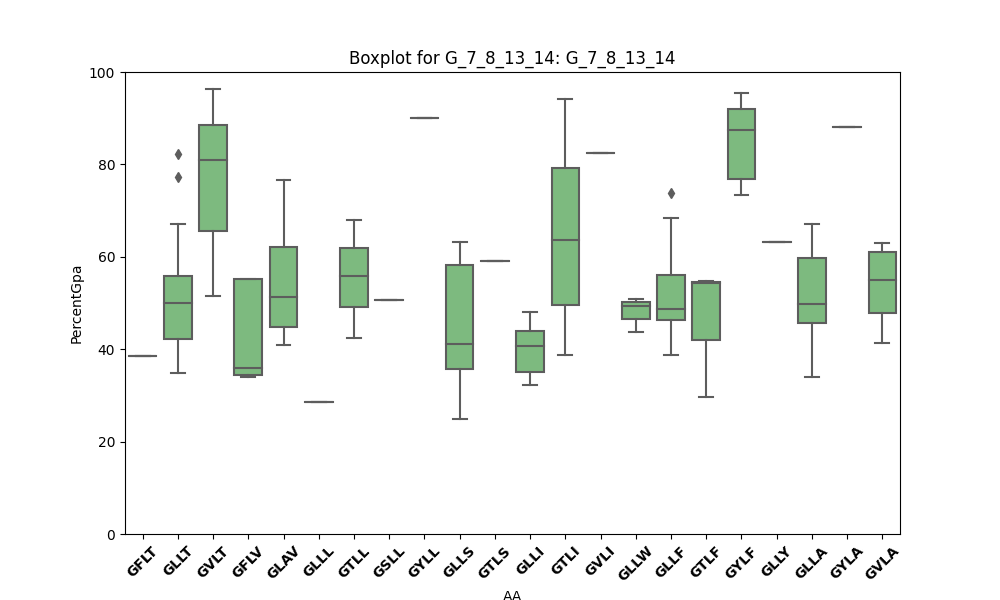 Boxplot for G_7_8_13_14: G_7_8_13_14
100
80
60
40
20
0
PercentGpa
GFLT GLLT GVLT GFLV GLAV GLLL GTLL GSLL GYLL GLLS GTLS GLLI GTLI GVLI GLLW GLLF GTLF GYLF GLLY GLLA GYLA GVLA
AA